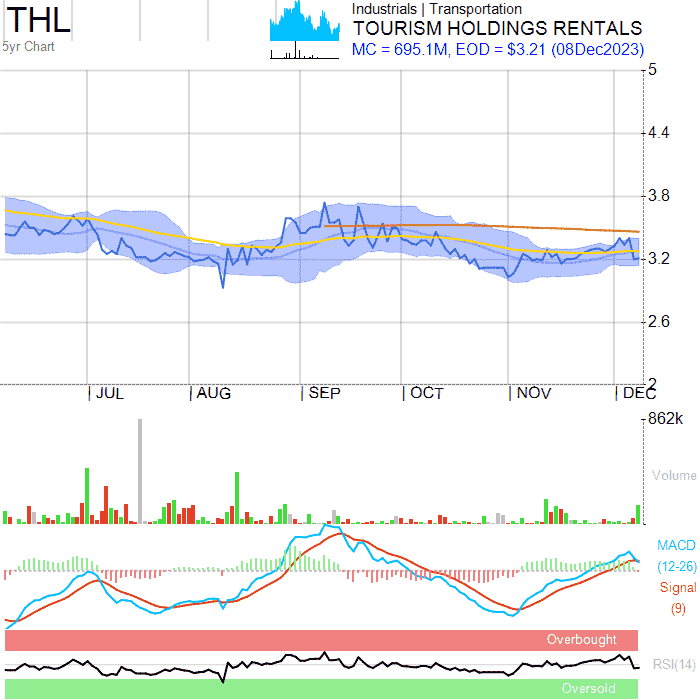 THL
5yr Chart
Industrials | Transportation
TOURISM HOLDINGS RENTALS
MC = 695.1M, EOD = $3.21 (08Dec2023)
5
4.4
3.8
3.2
2.6
2
JUL AUG SEP OCT NOV DEC
862k
Volume
MACD
(12-26)
Signal
(9)
Overbought
RSI(14)
Oversold